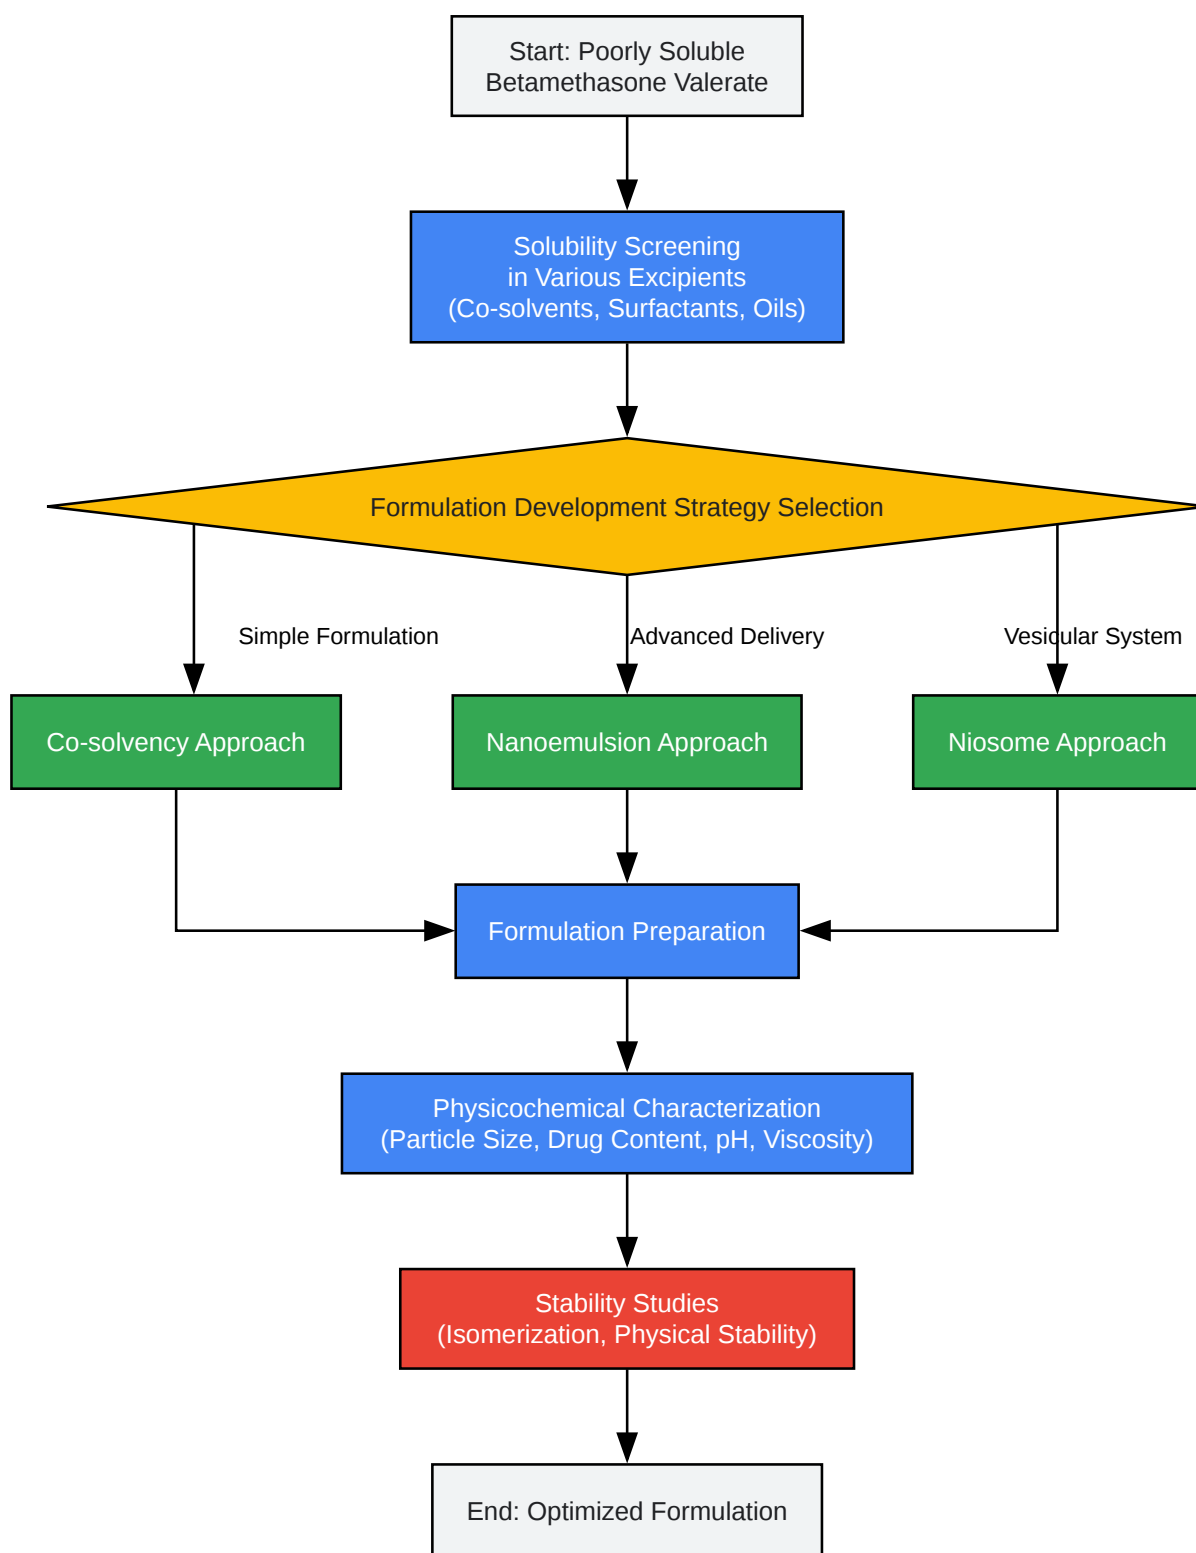 Start: Poorly Soluble
Betamethasone Valerate
Solubility Screening
in Various Excipients
(Co-solvents, Surfactants, Oils)
Formulation Development Strategy Selection
Simple Formulation
Advanced Delivery
Vesicular System
Co-solvency Approach
Nanoemulsion Approach
Niosome Approach
Formulation Preparation
Physicochemical Characterization
(Particle Size, Drug Content, pH, Viscosity)
Stability Studies
(Isomerization, Physical Stability)
End: Optimized Formulation